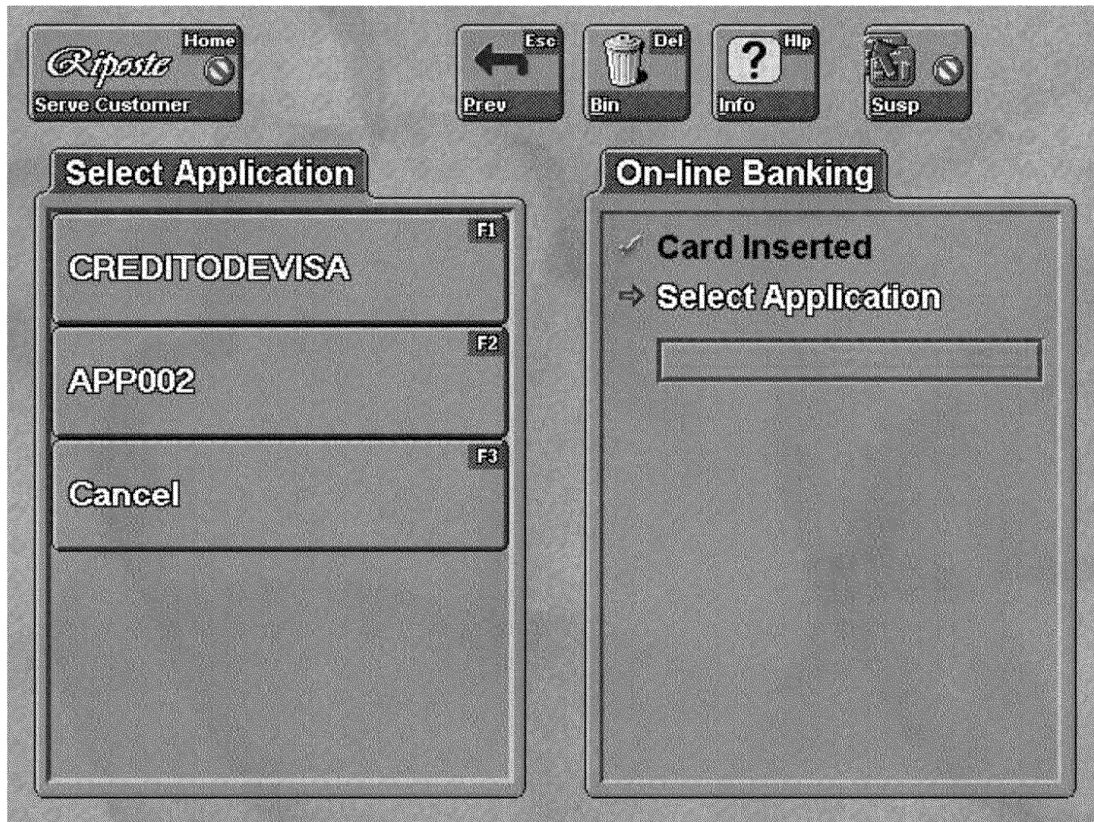 Riposte Home
Serve Customer
Esc
Prev
Del
Bin
Hlp
Info
Susp
Select Application
F1
CREDITODEVISA
F2
APP002
F3
Cancel
On-line Banking
Card Inserted
Select Application